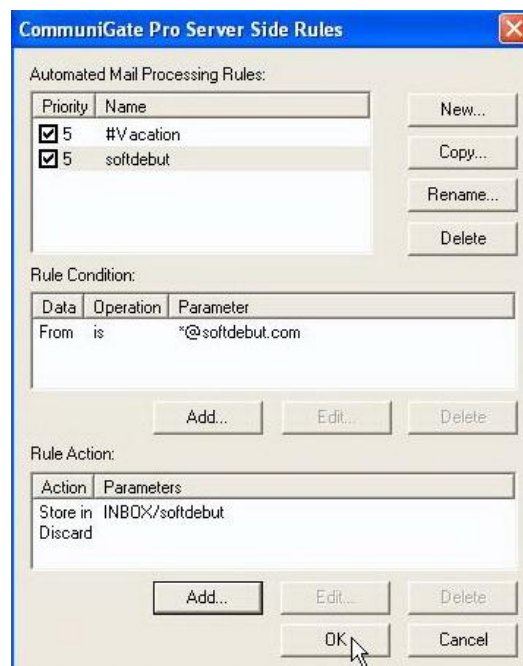 CommuniGate Pro Server Side Rules
Automated Mail Processing Rules:
Priority Name
5 #Vacation
5 softdebut
New...
Copy...
Rename...
Delete
Rule Condition:
Data Operation Parameter
From is *@softdebut.com
Add... Edit... Delete
Rule Action:
Action Parameters
Store in INBOX/softdebut
Discard
Add... Edit... Delete
OK Cancel